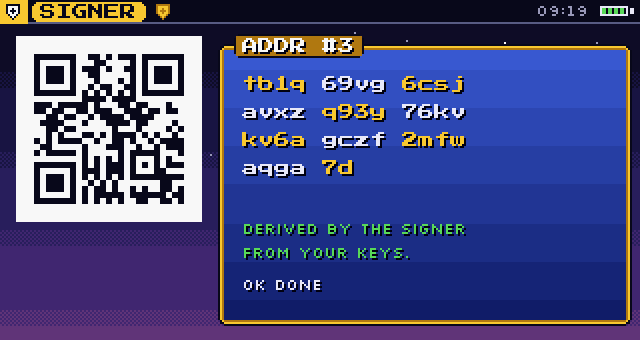 SIGNER
09:19
ADDR #3
tb1q 69vg 6csj
avxz q93y 76kv
kv6a gczf 2mfw
aqga 7d
DERIVED BY THE SIGNER
FROM YOUR KEYS.
OK DONE